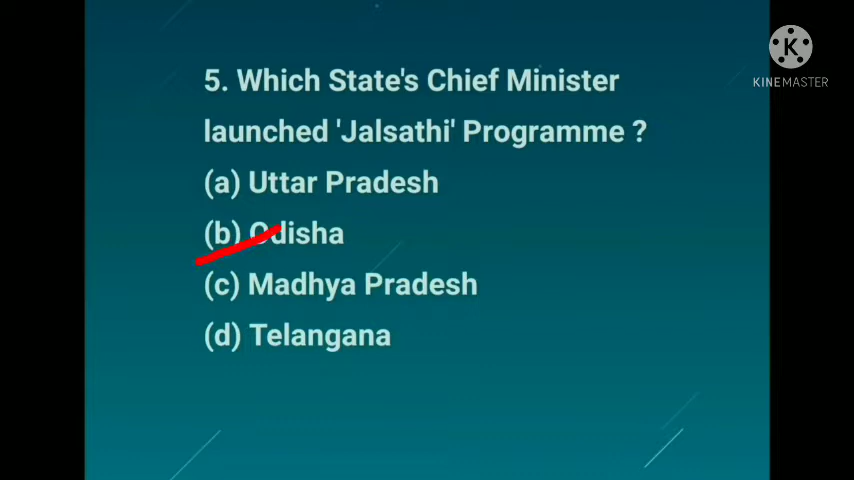 K
KINEMASTER
5. Which State's Chief Minister
launched 'Jalsathi' Programme ?
(a) Uttar Pradesh
(b) Odisha
(c) Madhya Pradesh
(d) Telangana